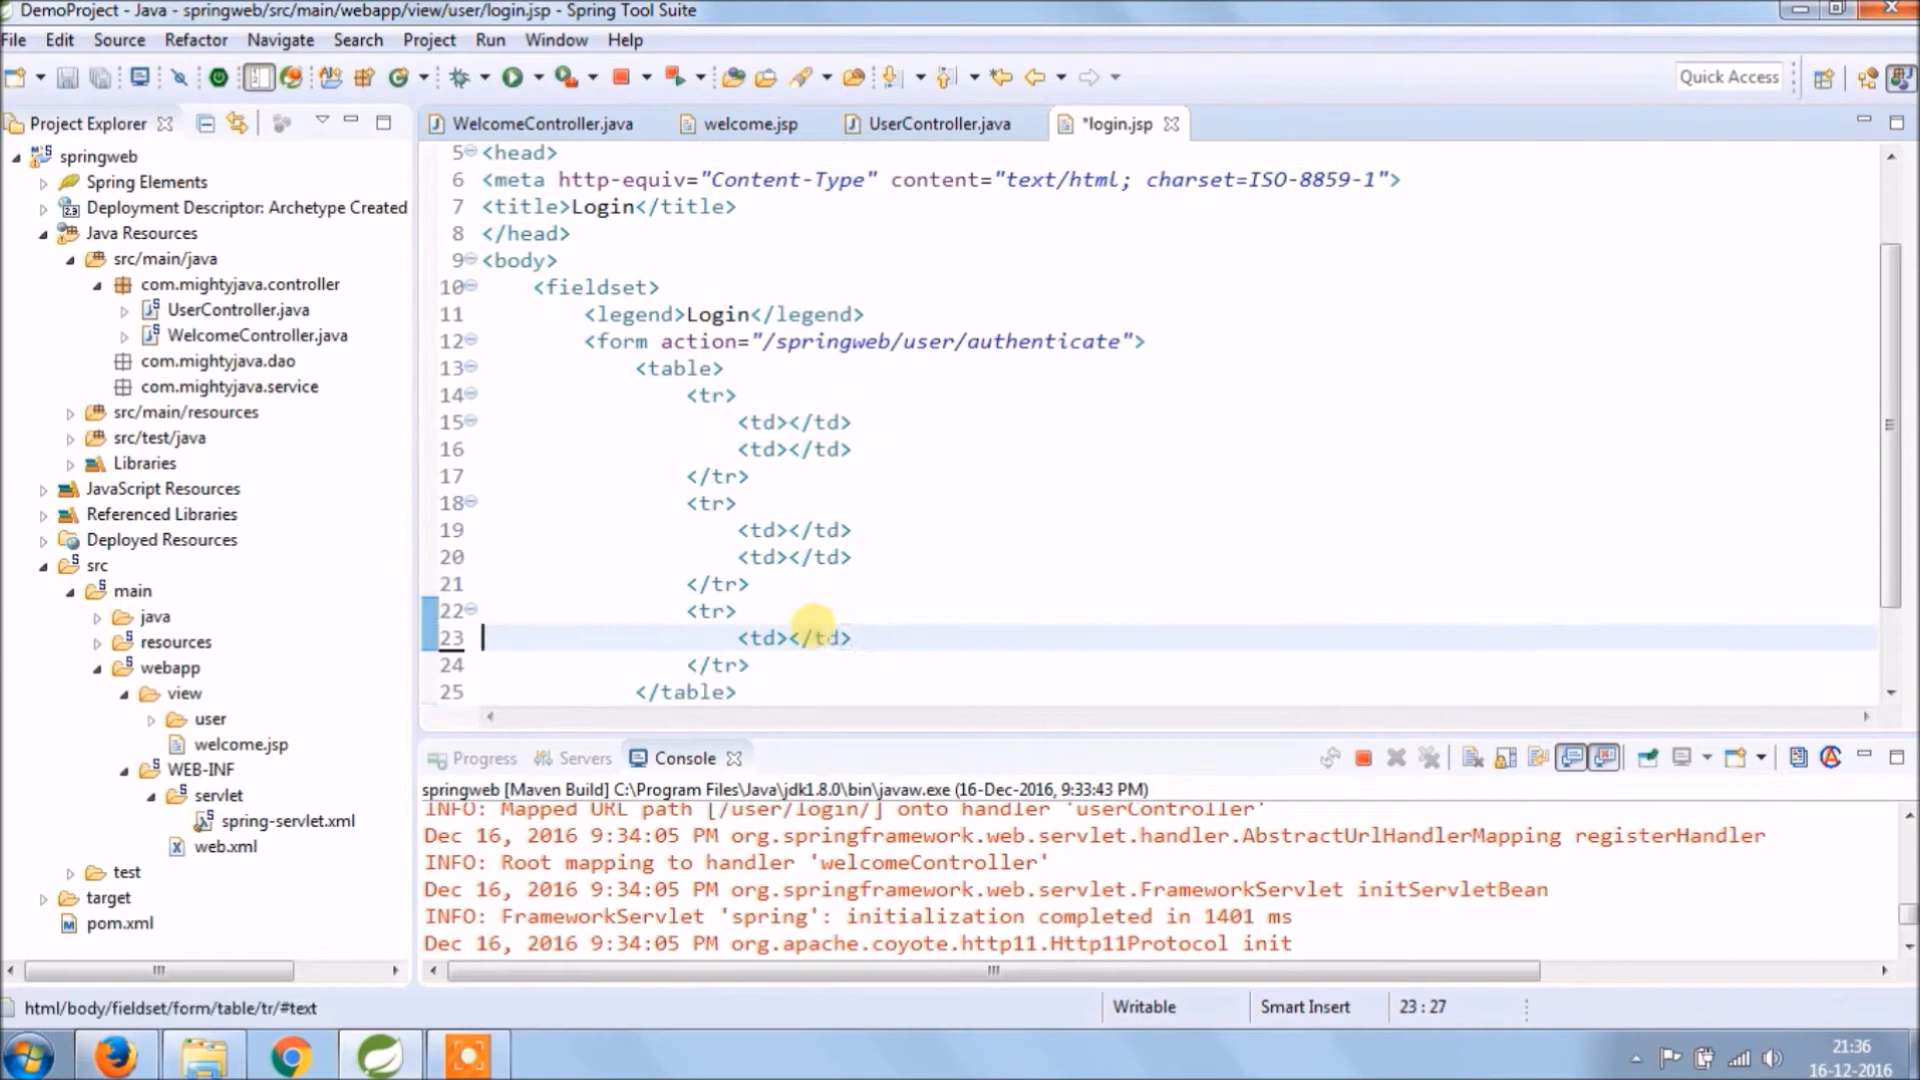 DemoProject - Java - springweb/src/main/webapp/view/user/login.jsp - Spring Tool Suite
File Edit Source Refactor Navigate Search Project Run Window Help
Quick Access
Project Explorer
WelcomeController.java welcome.jsp UserController.java *login.jsp
springweb
Spring Elements
Deployment Descriptor: Archetype Created
Java Resources
src/main/java
com.mightyjava.controller
UserController.java
WelcomeController.java
com.mightyjava.dao
com.mightyjava.service
src/main/resources
src/test/java
Libraries
JavaScript Resources
Referenced Libraries
Deployed Resources
src
main
java
resources
webapp
view
user
welcome.jsp
WEB-INF
servlet
spring-servlet.xml
web.xml
test
target
pom.xml
5 <head>
6 <meta http-equiv="Content-Type" content="text/html; charset=ISO-8859-1">
7 <title>Login</title>
8 </head>
9 <body>
10 <fieldset>
11 <legend>Login</legend>
12 <form action="/springweb/user/authenticate">
13 <table>
14 <tr>
15 <td></td>
16 <td></td>
17 </tr>
18 <tr>
19 <td></td>
20 <td></td>
21 </tr>
22 <tr>
23 <td></td>
24 </tr>
25 </table>
Progress Servers Console
springweb [Maven Build] C:\Program Files\Java\jdk1.8.0\bin\javaw.exe (16-Dec-2016, 9:33:43 PM)
INFO: Mapped URL path [/user/login/] onto handler 'userController'
Dec 16, 2016 9:34:05 PM org.springframework.web.servlet.handler.AbstractUrlHandlerMapping registerHandler
INFO: Root mapping to handler 'welcomeController'
Dec 16, 2016 9:34:05 PM org.springframework.web.servlet.FrameworkServlet initServletBean
INFO: FrameworkServlet 'spring': initialization completed in 1401 ms
Dec 16, 2016 9:34:05 PM org.apache.coyote.http11.Http11Protocol init
html/body/fieldset/form/table/tr/#text
Writable Smart Insert 23 : 27
21:36
16-12-2016